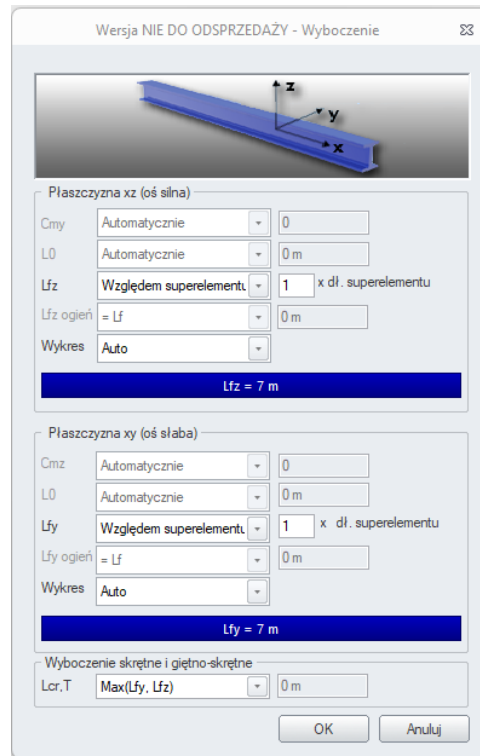 Wersja NIE DO ODSPRZEDAŻY - Wyboczenie
z
y
x
Płaszczyzna xz (oś silna)
Cmy Automatycznie 0
L0 Automatycznie 0 m
Lfz Względem superelementu 1 x dł. superelementu
Lfz ogień = Lf 0 m
Wykres Auto
Lfz = 7 m
Płaszczyzna xy (oś słaba)
Cmz Automatycznie 0
L0 Automatycznie 0 m
Lfy Względem superelementu 1 x dł. superelementu
Lfy ogień = Lf 0 m
Wykres Auto
Lfy = 7 m
Wyboczenie skrętne i giętno-skrętne
Lcr,T Max(Lfy, Lfz) 0 m
OK Anuluj